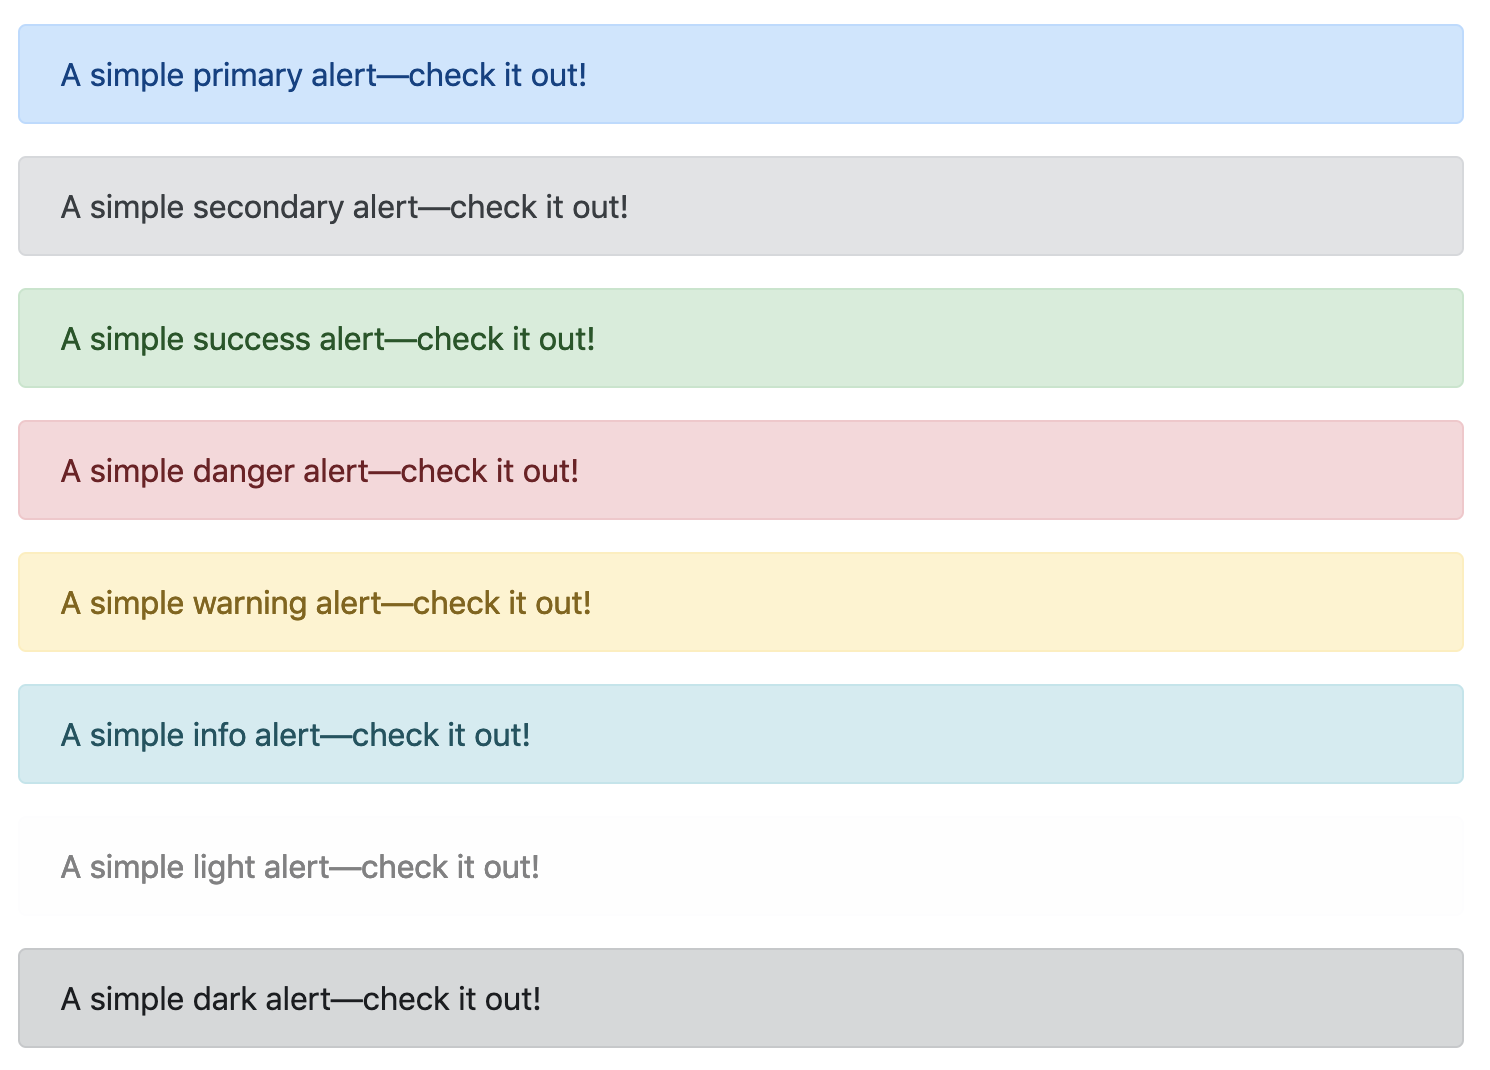 A simple primary alert—check it out!
A simple secondary alert—check it out!
A simple success alert—check it out!
A simple danger alert—check it out!
A simple warning alert—check it out!
A simple info alert—check it out!
A simple light alert—check it out!
A simple dark alert—check it out!